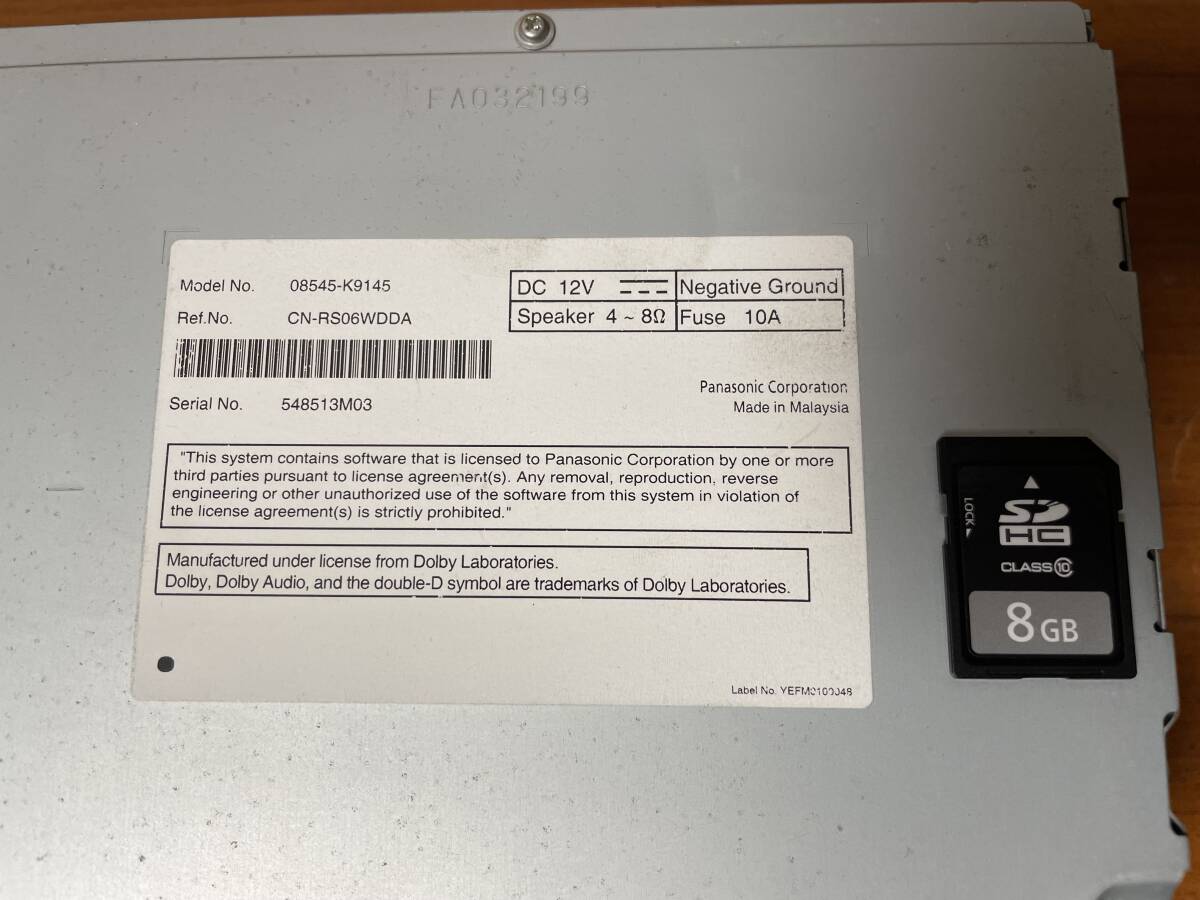 FA032199
Model No. 08545-K9145
Ref.No. CN-RS06WDDA
Serial No. 548513M03
DC 12V
Negative Ground
Speaker 4 ~ 8Ω
Fuse 10A
Panasonic Corporation
Made in Malaysia
"This system contains software that is licensed to Panasonic Corporation by one or more
third parties pursuant to license agreement(s). Any removal, reproduction, reverse
engineering or other unauthorized use of the software from this system in violation of
the license agreement(s) is strictly prohibited."
Manufactured under license from Dolby Laboratories.
Dolby, Dolby Audio, and the double-D symbol are trademarks of Dolby Laboratories.
Label No.
LOCK
SD
HC
CLASS 10
8 GB